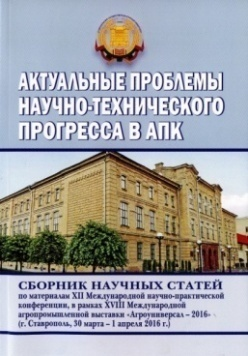 АКТУАЛЬНЫЕ ПРОБЛЕМЫ
НАУЧНО-ТЕХНИЧЕСКОГО
ПРОГРЕССА В АПК
СБОРНИК НАУЧНЫХ СТАТЕЙ
по материалам XII Международной научно-практической
конференции, в рамках XVIII Международной
агропромышленной выставки «Агроуниверсал – 2016»
(г. Ставрополь, 30 марта – 1 апреля 2016 г.)